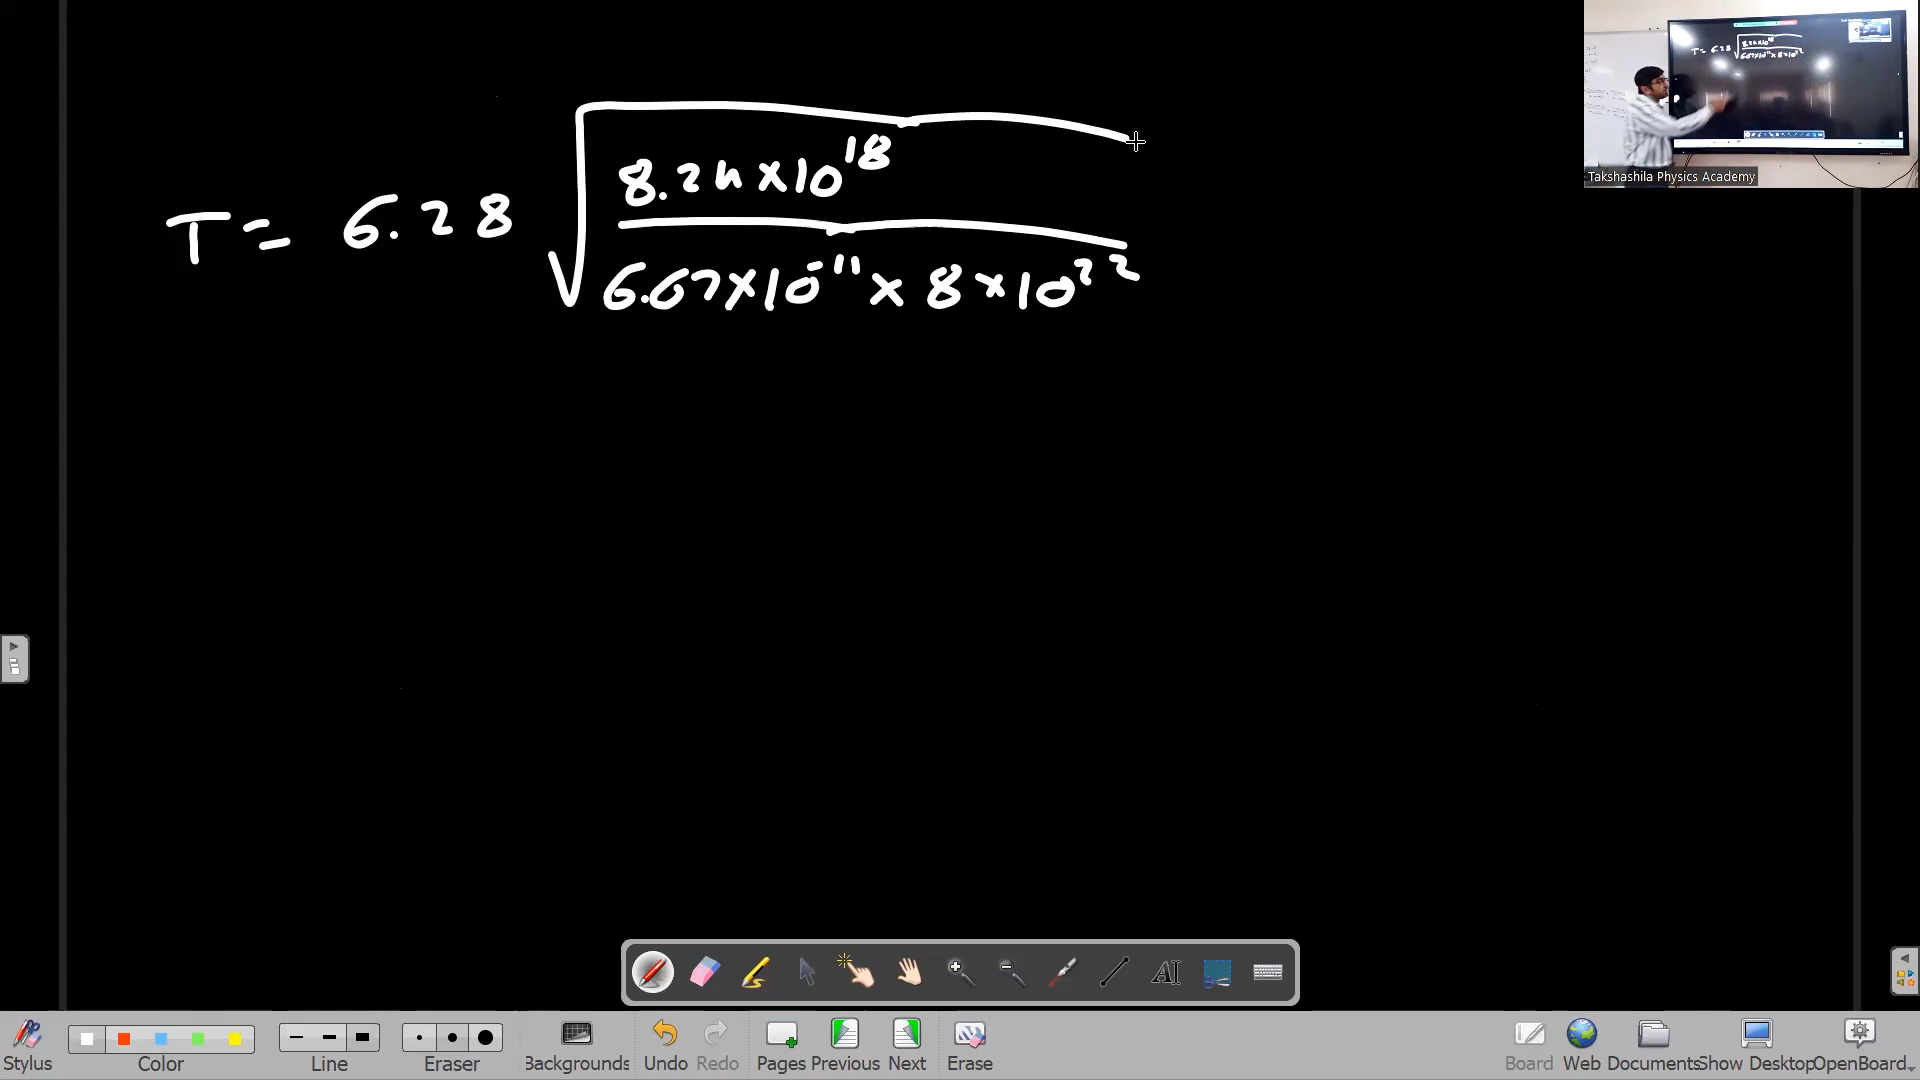 8.24×10^18
T = 6.28 √
6.67×10^-11 × 8×10^22
Takshashila Physics Academy
Stylus Color Line Eraser Backgrounds Undo Redo Pages Previous Next Erase Board Web Documents Show Desktop OpenBoard